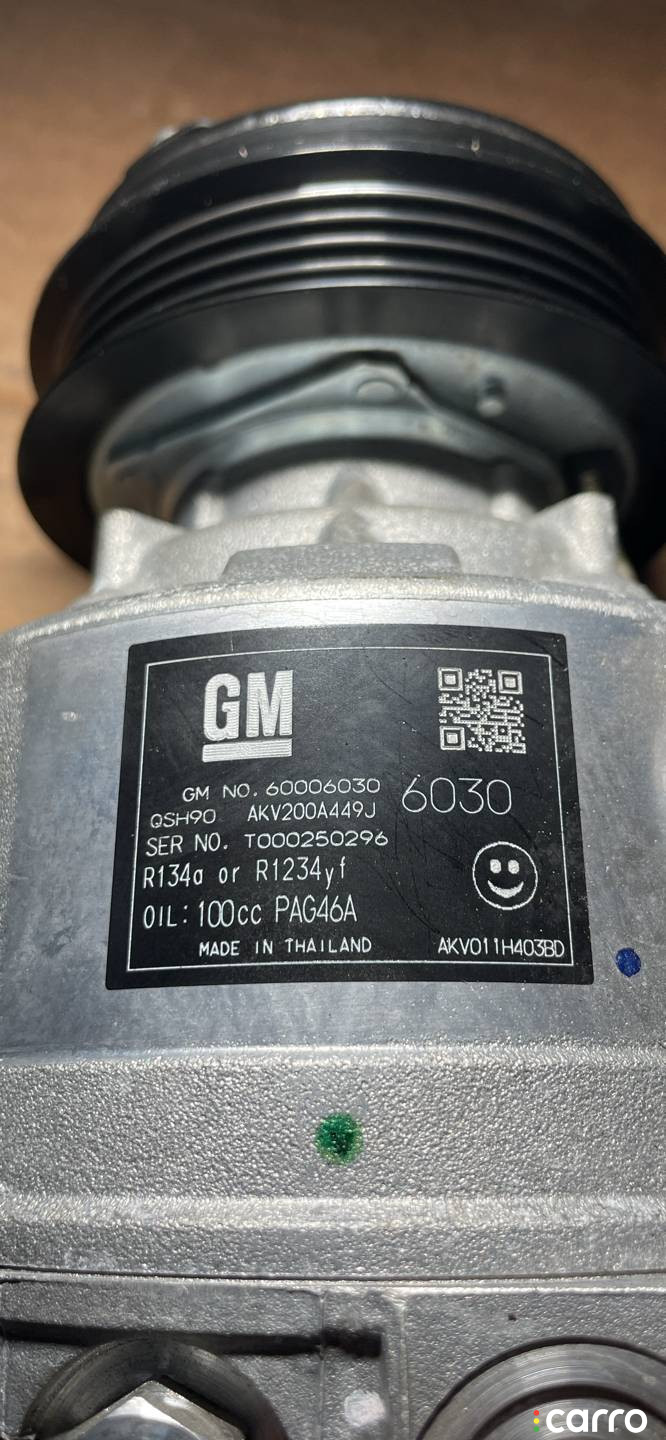 GM
GM NO. 60006030 6030
QSH90 AKV200A449J
SER NO. T000250296
R134a or R1234yf
OIL: 100cc PAG46A
MADE IN THAILAND AKV011H403BD
carro